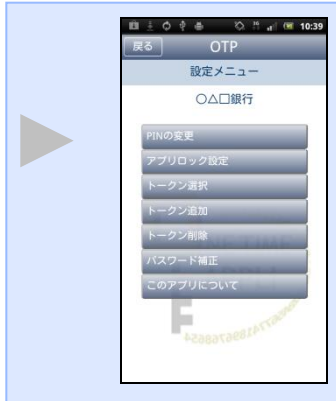 10:39
戻る
OTP
設定メニュー
○△□銀行
PINの変更
アプリロック設定
トークン選択
トークン追加
トークン削除
パスワード補正
このアプリについて